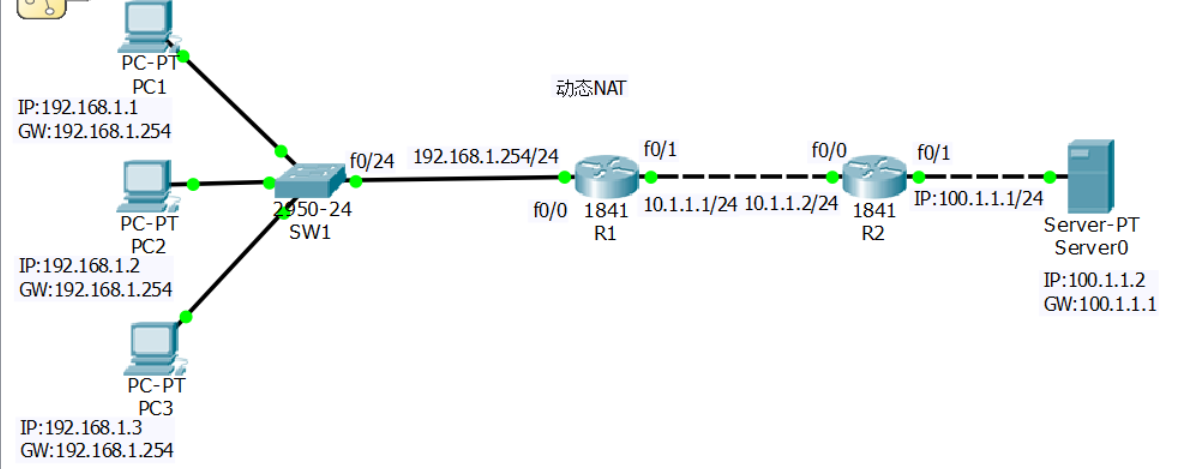 PC-PT
PC1
IP:192.168.1.1
GW:192.168.1.254
动态NAT
f0/24
192.168.1.254/24
f0/1
f0/0
f0/1
2950-24
SW1
f0/0
1841
R1
10.1.1.1/24
10.1.1.2/24
1841
R2
IP:100.1.1.1/24
Server-PT
Server0
IP:100.1.1.2
GW:100.1.1.1
PC-PT
PC2
IP:192.168.1.2
GW:192.168.1.254
PC-PT
PC3
IP:192.168.1.3
GW:192.168.1.254